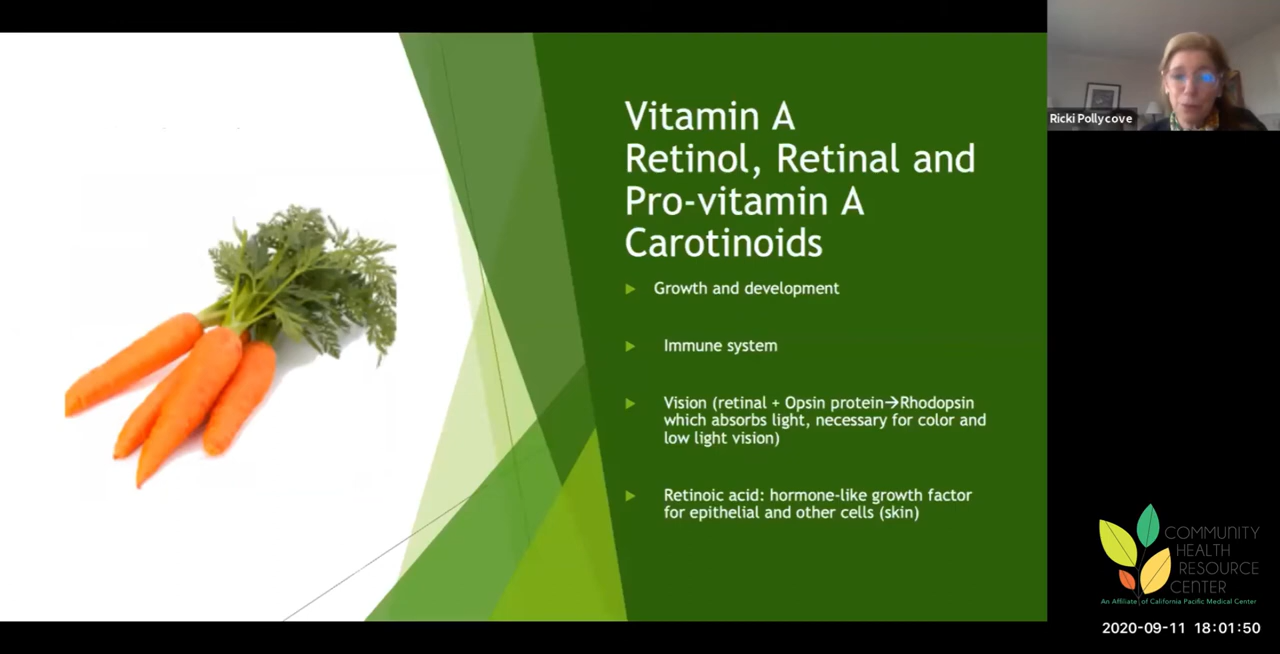 Vitamin A
Retinol, Retinal and
Pro-vitamin A
Carotinoids
Growth and development
Immune system
Vision (retinal + Opsin protein→Rhodopsin
which absorbs light, necessary for color and
low light vision)
Retinoic acid: hormone-like growth factor
for epithelial and other cells (skin)
Ricki Pollycove
COMMUNITY
HEALTH
RESOURCE
CENTER
An Affiliate of California Pacific Medical Center
2020-09-11 18:01:50